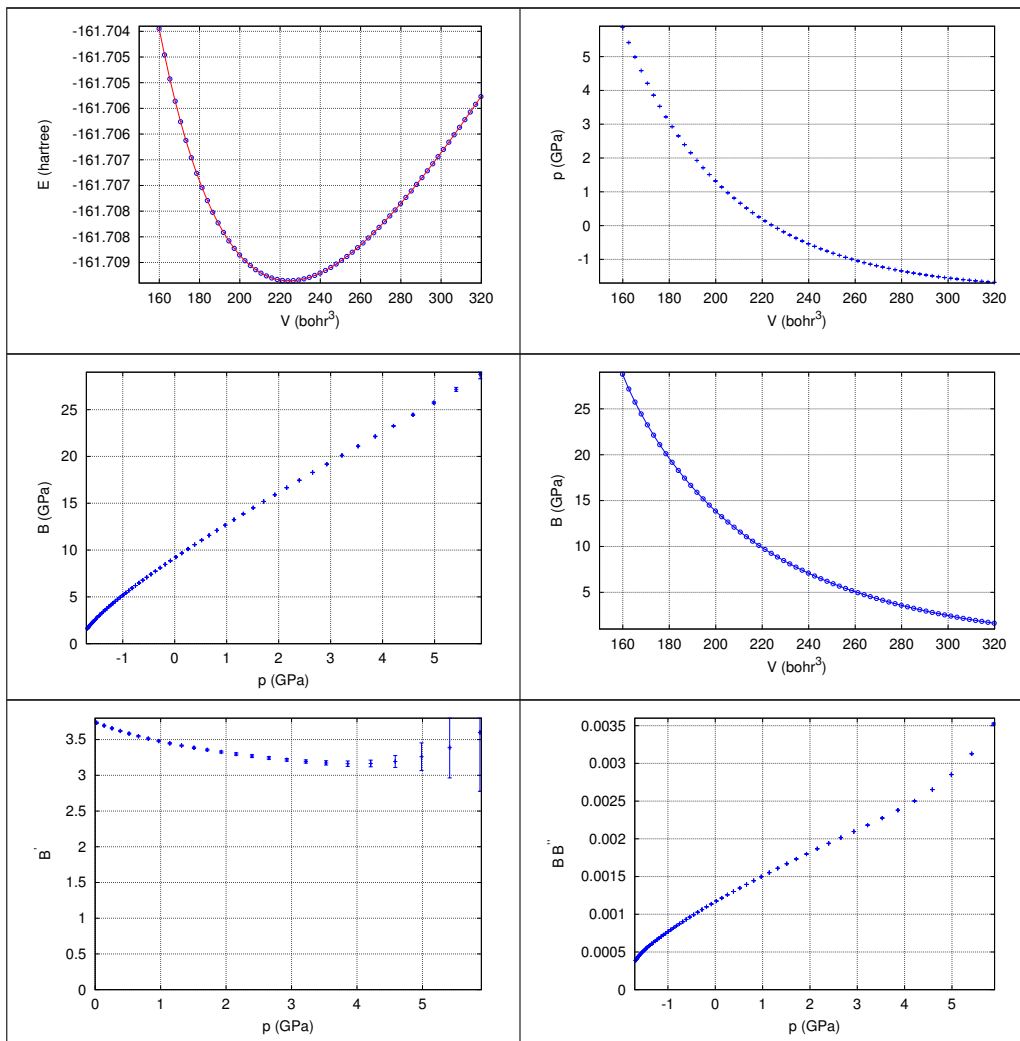 -161.704
-161.705
-161.705
-161.706
-161.706
-161.707
-161.707
-161.708
-161.708
-161.709
160 180 200 220 240 260 280 300 320
E (hartree)
V (bohr³)
5
4
3
2
1
0
-1
160 180 200 220 240 260 280 300 320
p (GPa)
V (bohr³)
25
20
15
10
5
0
-1 0 1 2 3 4 5
B (GPa)
p (GPa)
25
20
15
10
5
160 180 200 220 240 260 280 300 320
B (GPa)
V (bohr³)
3.5
3
2.5
2
1.5
1
0.5
0
0 1 2 3 4 5
B'
p (GPa)
0.0035
0.003
0.0025
0.002
0.0015
0.001
0.0005
0
-1 0 1 2 3 4 5
B B''
p (GPa)